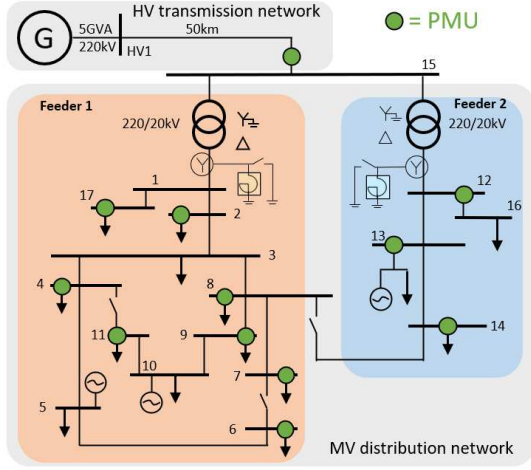 HV transmission network
= PMU
G
5GVA
220kV
HV1
50km
15
Feeder 1
220/20kV
Y
Feeder 2
220/20kV
Y
1
17
2
12
16
3
13
4
8
11
9
14
10
7
5
6
MV distribution network